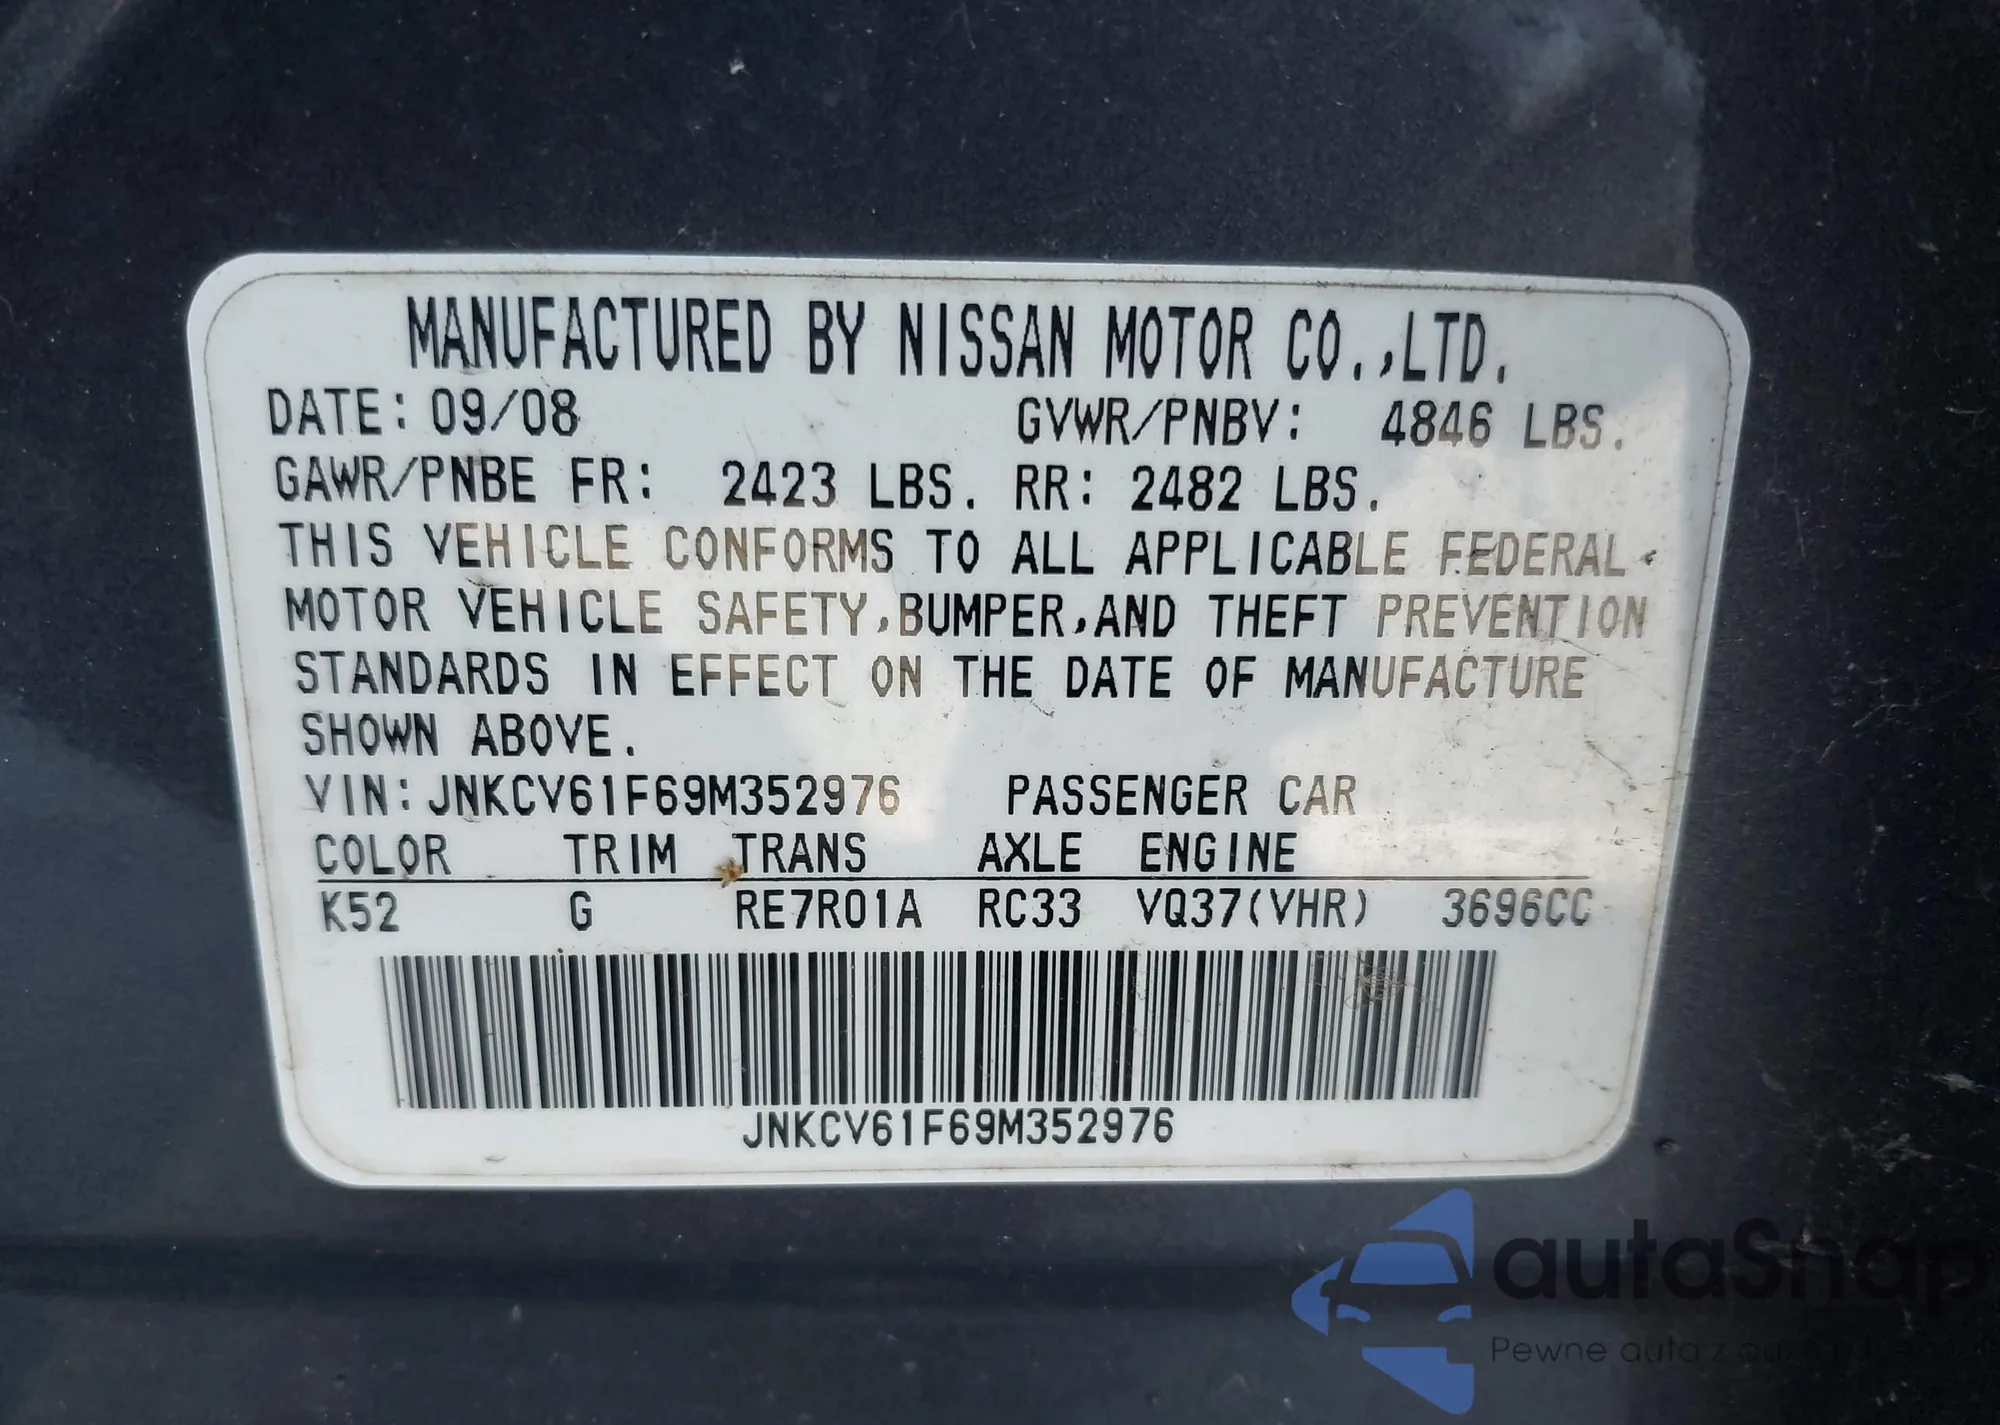 MANUFACTURED BY NISSAN MOTOR CO.,LTD.
DATE: 09/08 GVWR/PNBV: 4846 LBS.
GAWR/PNBE FR: 2423 LBS. RR: 2482 LBS.
THIS VEHICLE CONFORMS TO ALL APPLICABLE FEDERAL
MOTOR VEHICLE SAFETY,BUMPER,AND THEFT PREVENTION
STANDARDS IN EFFECT ON THE DATE OF MANUFACTURE
SHOWN ABOVE.
VIN:JNKCV61F69M352976 PASSENGER CAR
COLOR TRIM TRANS AXLE ENGINE
K52 G RE7R01A RC33 VQ37(VHR) 3696CC
JNKCV61F69M352976
autaSnap
Pewne auta z